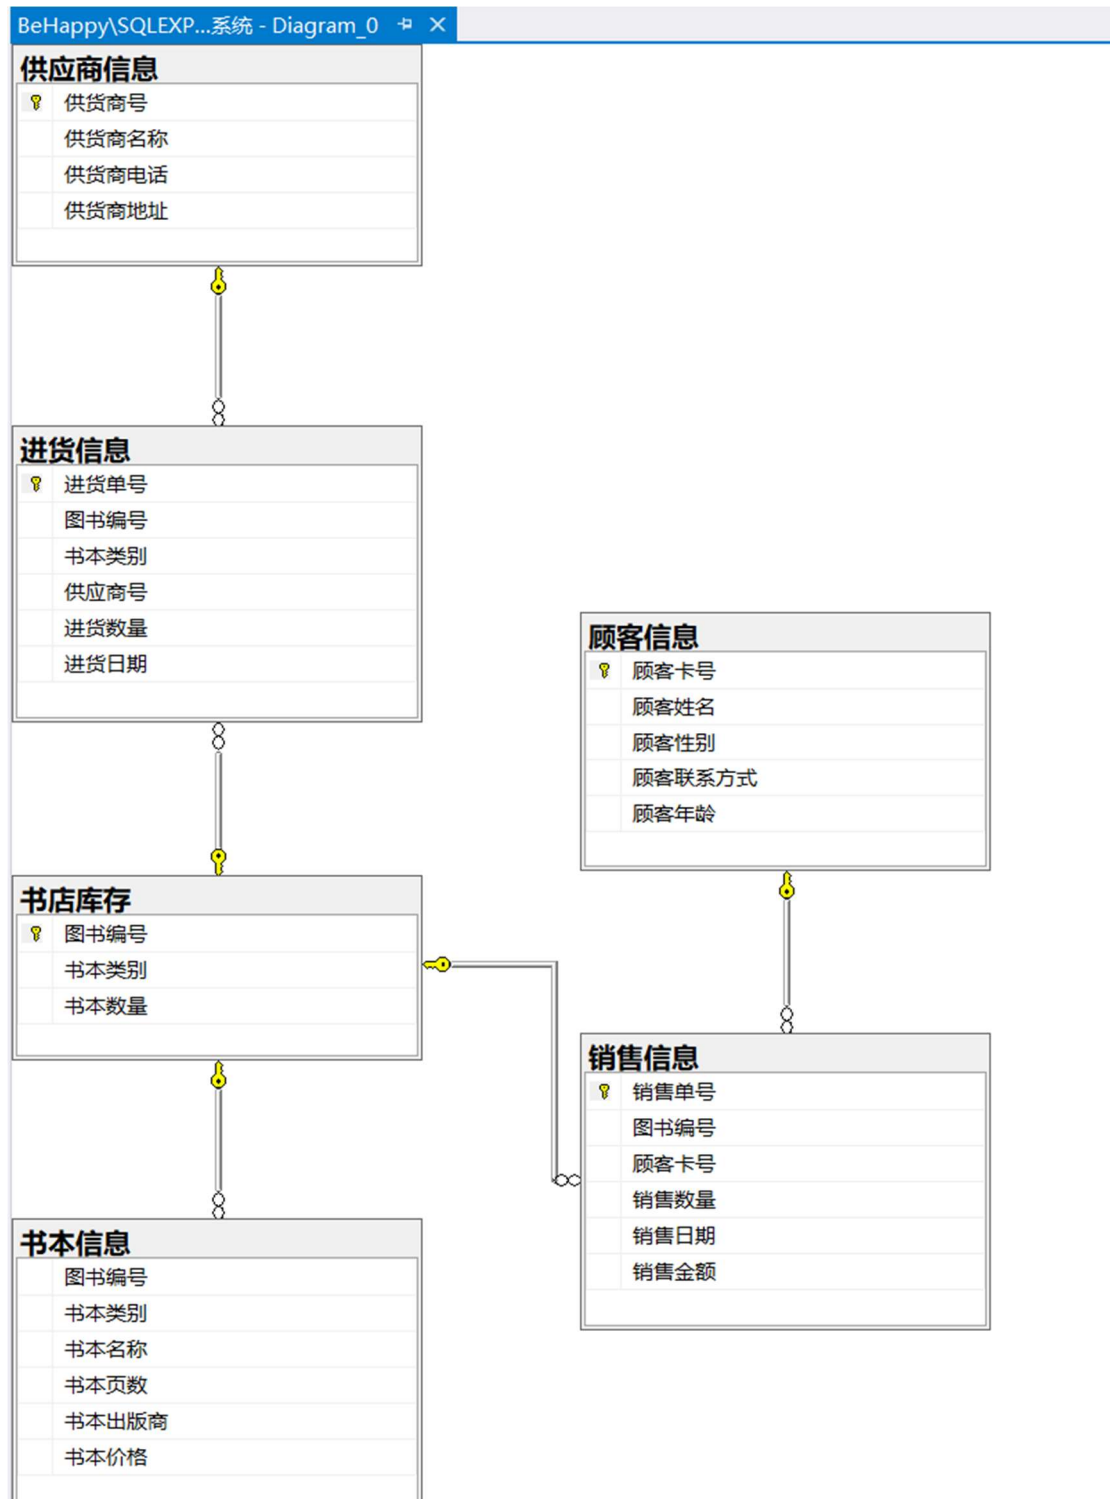 BeHappy\SQLEXP...系统 - Diagram_0
供应商信息
供货商号
供货商名称
供货商电话
供货商地址
进货信息
进货单号
图书编号
书本类别
供应商号
进货数量
进货日期
书店库存
图书编号
书本类别
书本数量
书本信息
图书编号
书本类别
书本名称
书本页数
书本出版商
书本价格
顾客信息
顾客卡号
顾客姓名
顾客性别
顾客联系方式
顾客年龄
销售信息
销售单号
图书编号
顾客卡号
销售数量
销售日期
销售金额